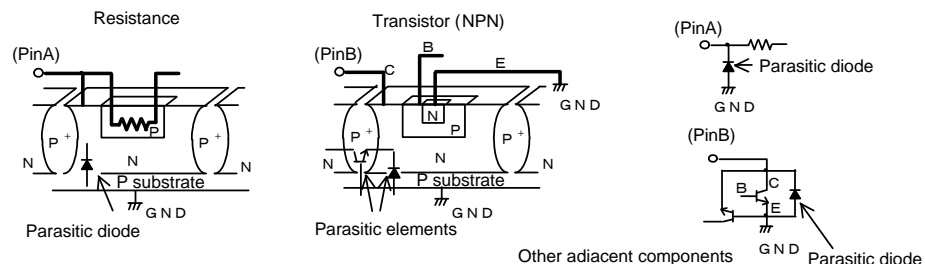 Resistance
(PinA)
P
P +
P +
N
N
N
P substrate
GND
Parasitic diode
Transistor (NPN)
(PinB)
B
C
E
GND
N
P
P +
P +
N
N
N
P substrate
GND
Parasitic elements
(PinA)
Parasitic diode
GND
(PinB)
C
B
E
GND
Parasitic diode
Other adiacent components